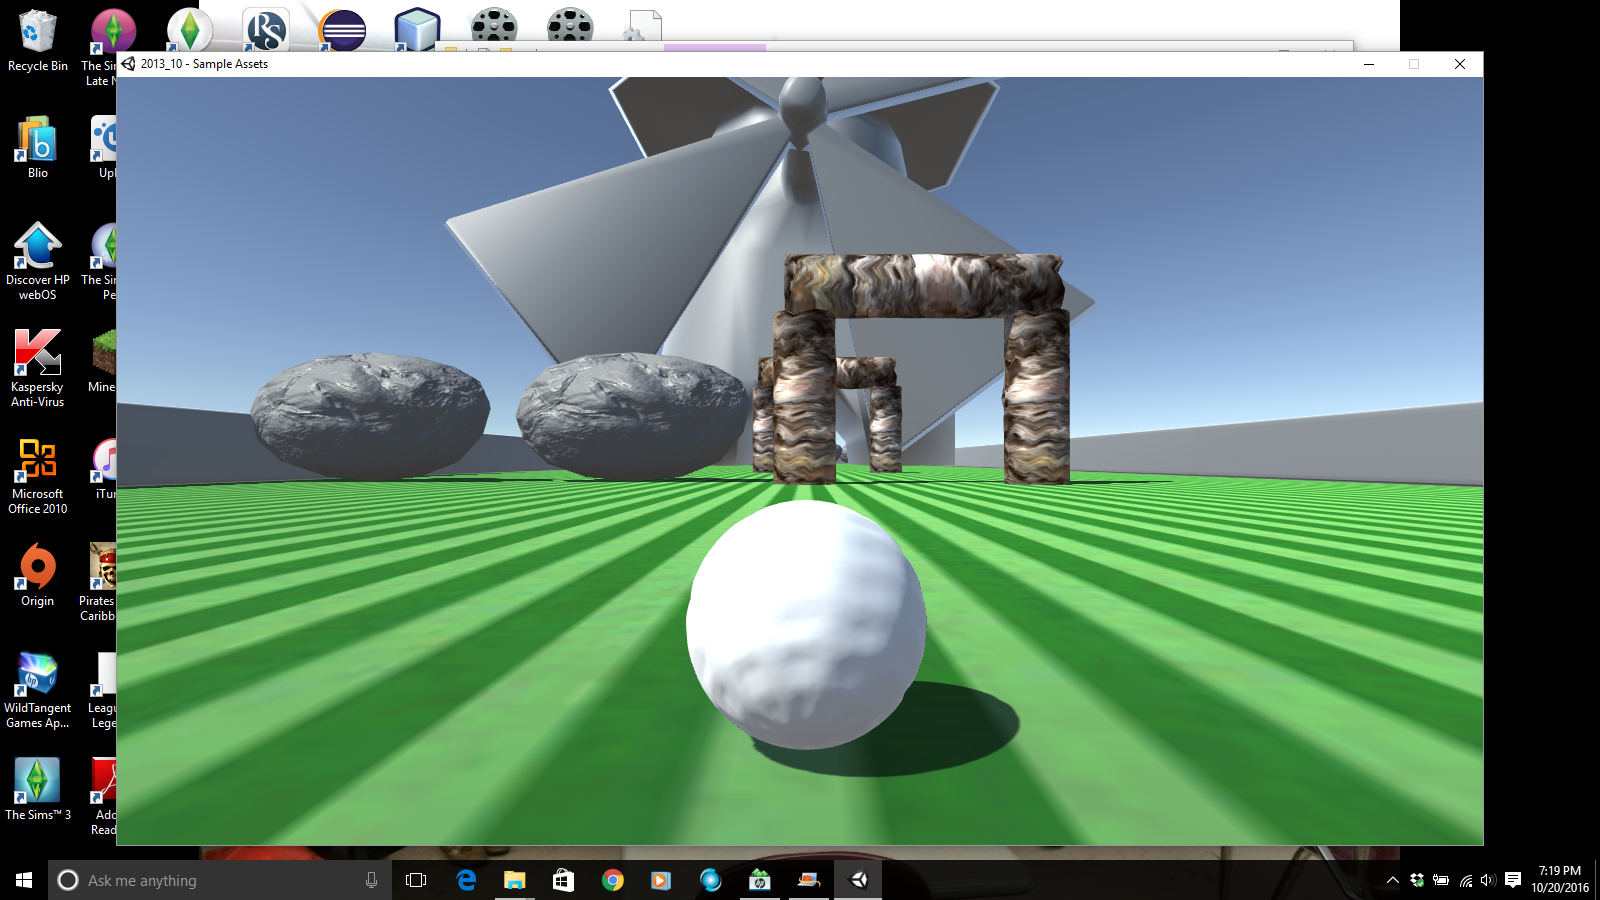 2013_10 - Sample Assets
Recycle Bin
The Si
Late N
Blio
Upl
Discover HP
webOS
The Si
Pe
Kaspersky
Anti-Virus
Mine
Microsoft
Office 2010
iTu
Origin
Pirates
Caribb
WildTangent
Games Ap...
Leagu
Lege
The Sims™ 3
Ado
Read
RS
b
hp
Ask me anything
7:19 PM
10/20/2016